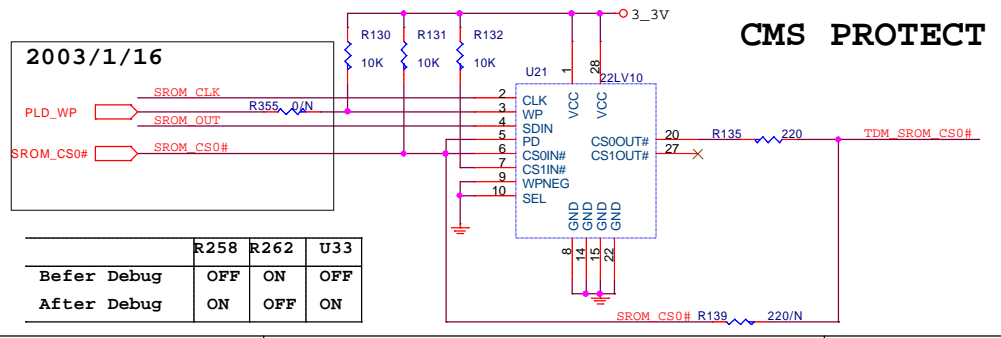 3_3V
CMS PROTECT
R130 R131 R132
10K 10K 10K
2003/1/16
U21
22LV10
1 28
VCC VCC
SROM_CLK
2 CLK
PLD_WP
R355 0/N
3 WP
SROM_OUT
4 SDIN
5 PD
SROM_CS0#
SROM_CS0#
6 CS0IN#
7 CS1IN#
9 WPNEG
10 SEL
CS0OUT# 20
R135 220
TDM_SROM_CS0#
CS1OUT# 27
GND GND GND GND
8 14 15 22
R258 R262 U33
Befer Debug OFF ON OFF
After Debug ON OFF ON
SROM_CS0# R139 220/N